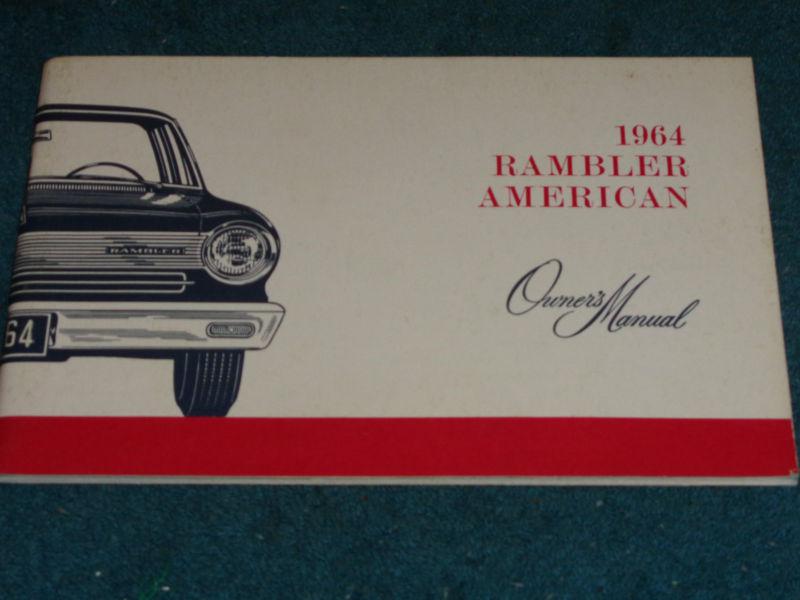 1964
RAMBLER
AMERICAN
Owner's Manual
RAMBLER
64